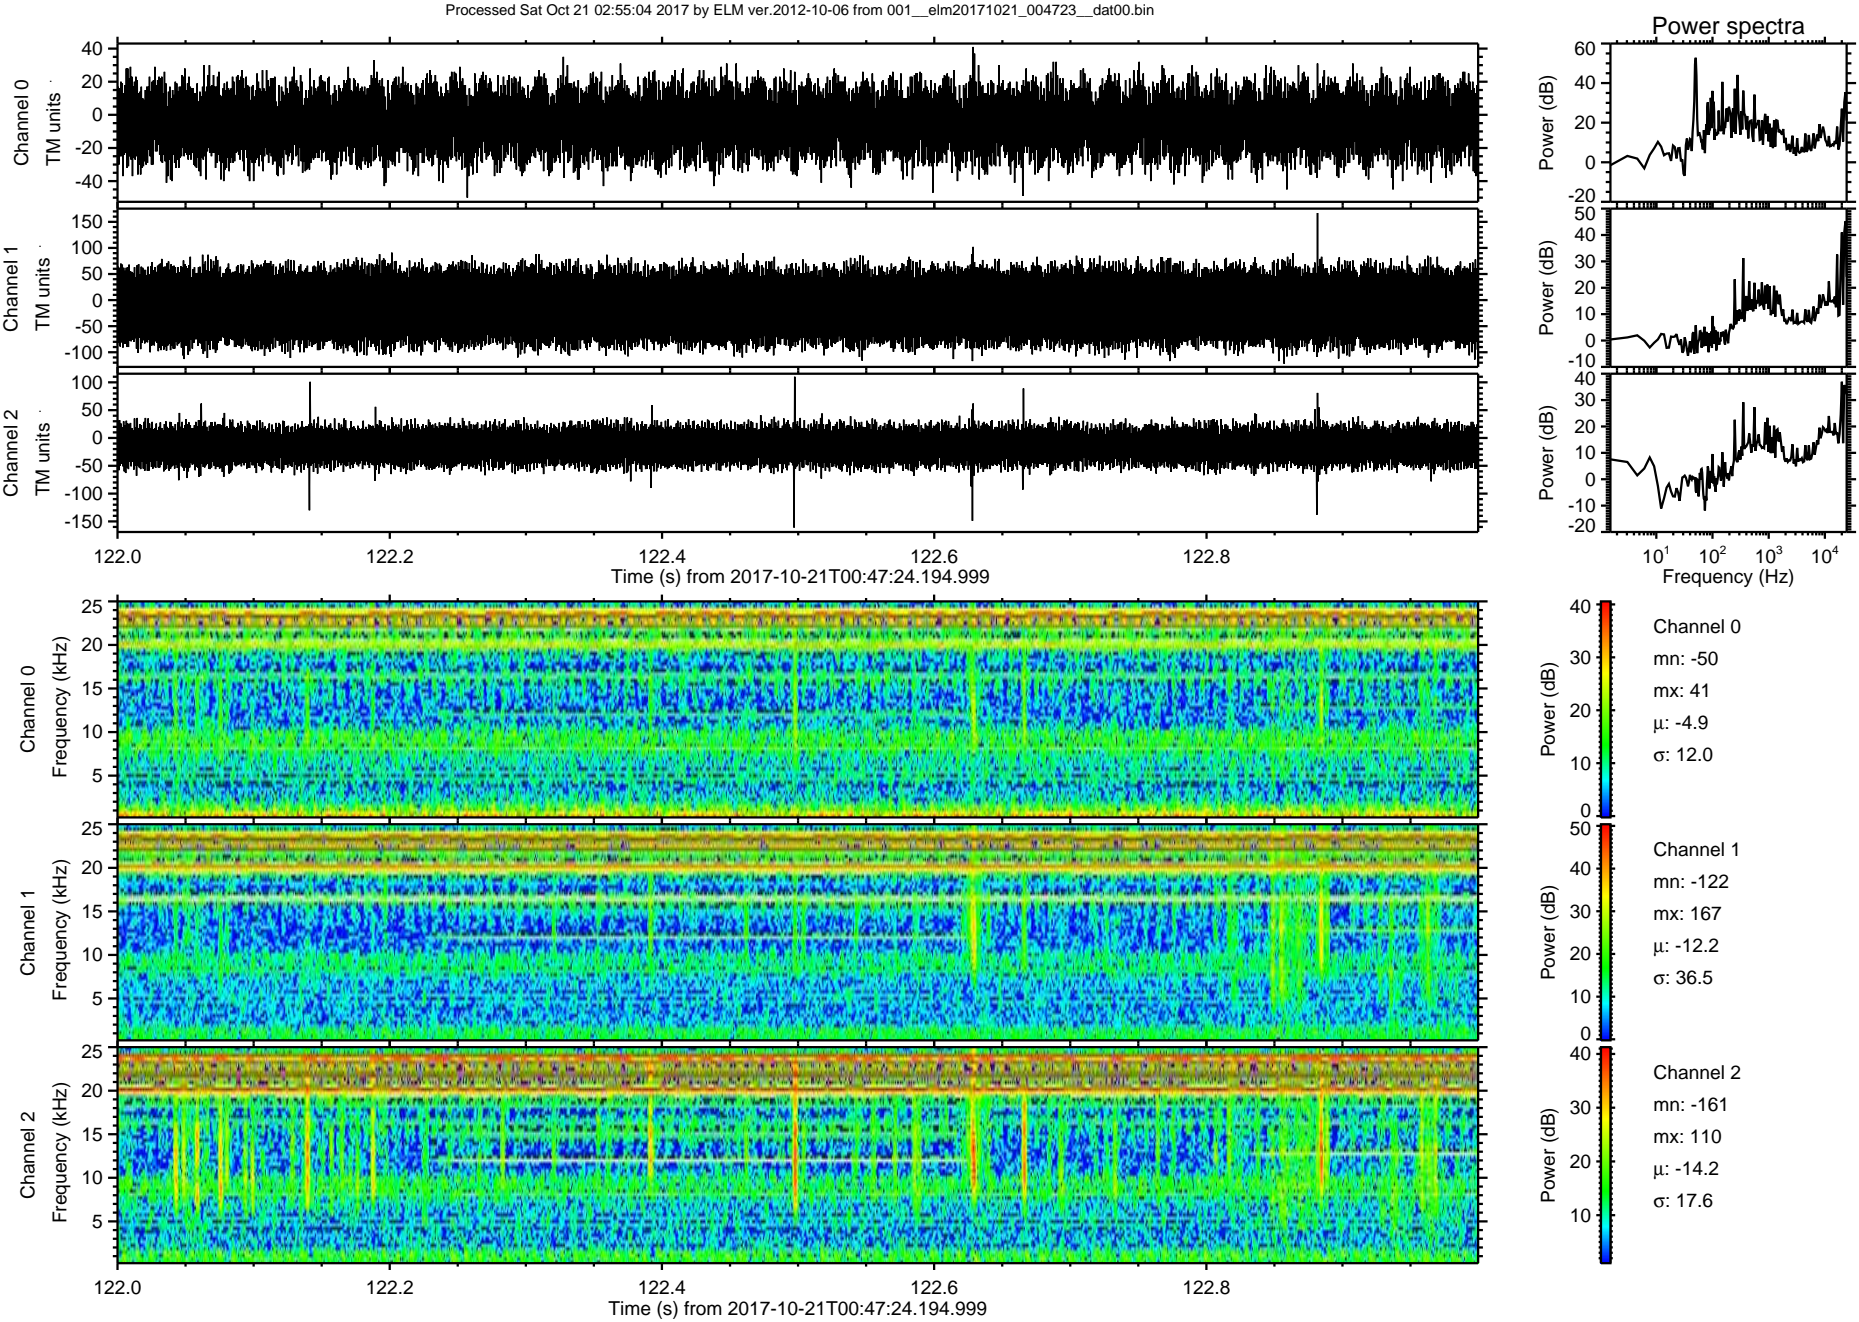 Processed Sat Oct 21 02:55:04 2017 by ELM ver.2012-10-06 from 001__elm20171021_004723__dat00.bin
Power spectra
Channel 0
TM units
40
20
0
-20
-40
Power (dB)
60
40
20
0
-20
Channel 1
TM units
150
100
50
0
-50
-100
Power (dB)
50
40
30
20
10
0
-10
Channel 2
TM units
100
50
0
-50
-100
-150
Power (dB)
40
30
20
10
0
-10
-20
122.0 122.2 122.4 122.6 122.8
Time (s) from 2017-10-21T00:47:24.194.999
10¹ 10² 10³ 10⁴
Frequency (Hz)
Channel 0
Frequency (kHz)
25
20
15
10
5
Power (dB)
40
30
20
10
0
Channel 0
mn: -50
mx: 41
μ: -4.9
σ: 12.0
Channel 1
Frequency (kHz)
25
20
15
10
5
Power (dB)
50
40
30
20
10
0
Channel 1
mn: -122
mx: 167
μ: -12.2
σ: 36.5
Channel 2
Frequency (kHz)
25
20
15
10
5
Power (dB)
40
30
20
10
Channel 2
mn: -161
mx: 110
μ: -14.2
σ: 17.6
122.0 122.2 122.4 122.6 122.8
Time (s) from 2017-10-21T00:47:24.194.999